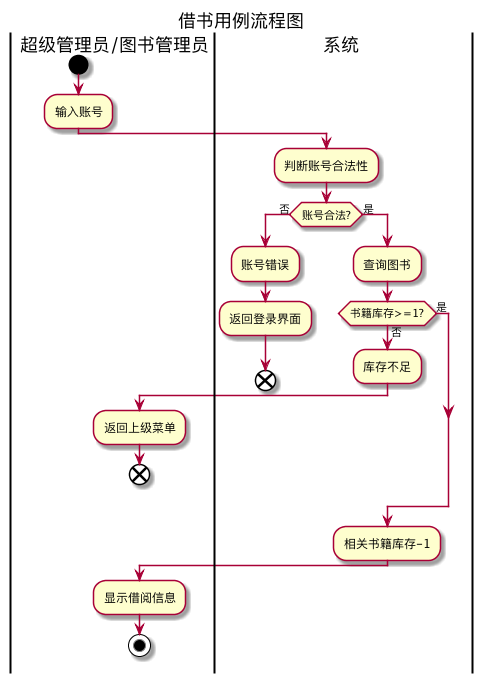 借书用例流程图
超级管理员/图书管理员
系统
输入账号
判断账号合法性
否
账号合法?
是
账号错误
查询图书
返回登录界面
书籍库存>=1?
是
否
库存不足
返回上级菜单
相关书籍库存-1
显示借阅信息